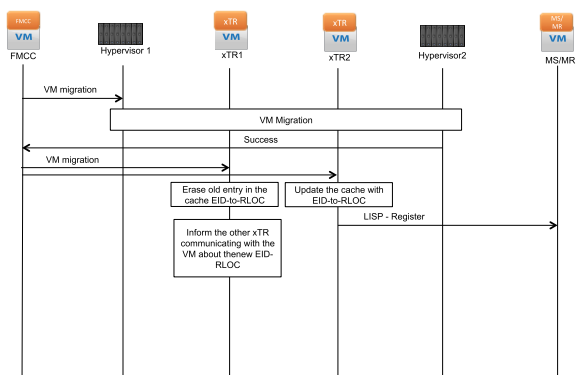 FMCC
VM
FMCC
Hypervisor 1
xTR
VM
xTR1
xTR
VM
xTR2
Hypervisor2
MS/
MR
VM
MS/MR
VM migration
VM Migration
Success
VM migration
Erase old entry in the
cache EID-to-RLOC
Update the cache with
EID-to-RLOC
LISP - Register
Inform the other xTR
communicating with the
VM about thenew EID-
RLOC